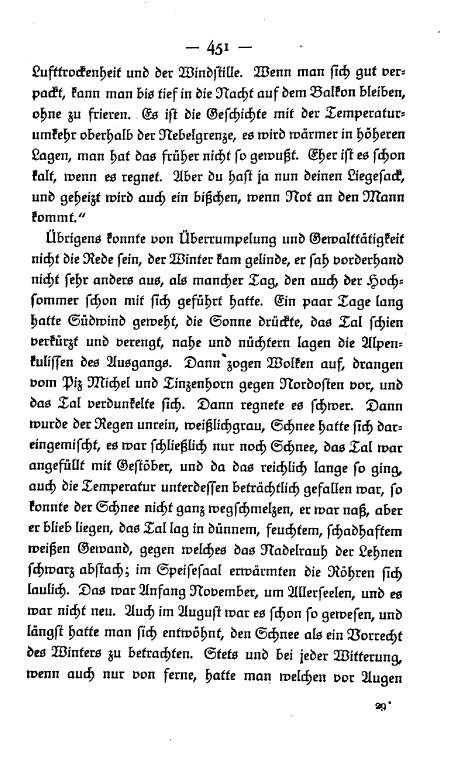 — 451 —
Lufttrockenheit und der Windstille. Wenn man sich gut ver-
packt, kann man bis tief in die Nacht auf dem Balkon bleiben,
ohne zu frieren. Es ist die Geschichte mit der Temperatur-
umkehr oberhalb der Nebelgrenze, es wird wärmer in höheren
Lagen, man hat das früher nicht so gewußt. Eher ist es schon
kalt, wenn es regnet. Aber du hast ja nun deinen Liegesack,
und geheizt wird auch ein bißchen, wenn Not an den Mann
kommt.“
Übrigens konnte von Überrumpelung und Gewalttätigkeit
nicht die Rede sein, der Winter kam gelinde, er sah vorderhand
nicht sehr anders aus, als mancher Tag, den auch der Hoch-
sommer schon mit sich geführt hatte. Ein paar Tage lang
hatte Südwind geweht, die Sonne drückte, das Tal schien
verkürzt und verengt, nahe und nüchtern lagen die Alpen-
kulissen des Ausgangs. Dann zogen Wolken auf, drangen
vom Piz Michel und Tinzenhorn gegen Nordosten vor, und
das Tal verdunkelte sich. Dann regnete es schwer. Dann
wurde der Regen unrein, weißlichgrau, Schnee hatte sich dar-
eingemischt, es war schließlich nur noch Schnee, das Tal war
angefüllt mit Gestöber, und da das reichlich lange so ging,
auch die Temperatur unterdessen beträchtlich gefallen war, so
konnte der Schnee nicht ganz wegschmelzen, er war naß, aber
er blieb liegen, das Tal lag in dünnem, feuchtem, schadhaftem
weißen Gewand, gegen welches das Nadelrauh der Lehnen
schwarz abstach; im Speisesaal erwärmten die Röhren sich
laulich. Das war Anfang November, um Allerseelen, und es
war nicht neu. Auch im August war es schon so gewesen, und
längst hatte man sich entwöhnt, den Schnee als ein Vorrecht
des Winters zu betrachten. Stets und bei jeder Witterung,
wenn auch nur von ferne, hatte man welchen vor Augen
29*